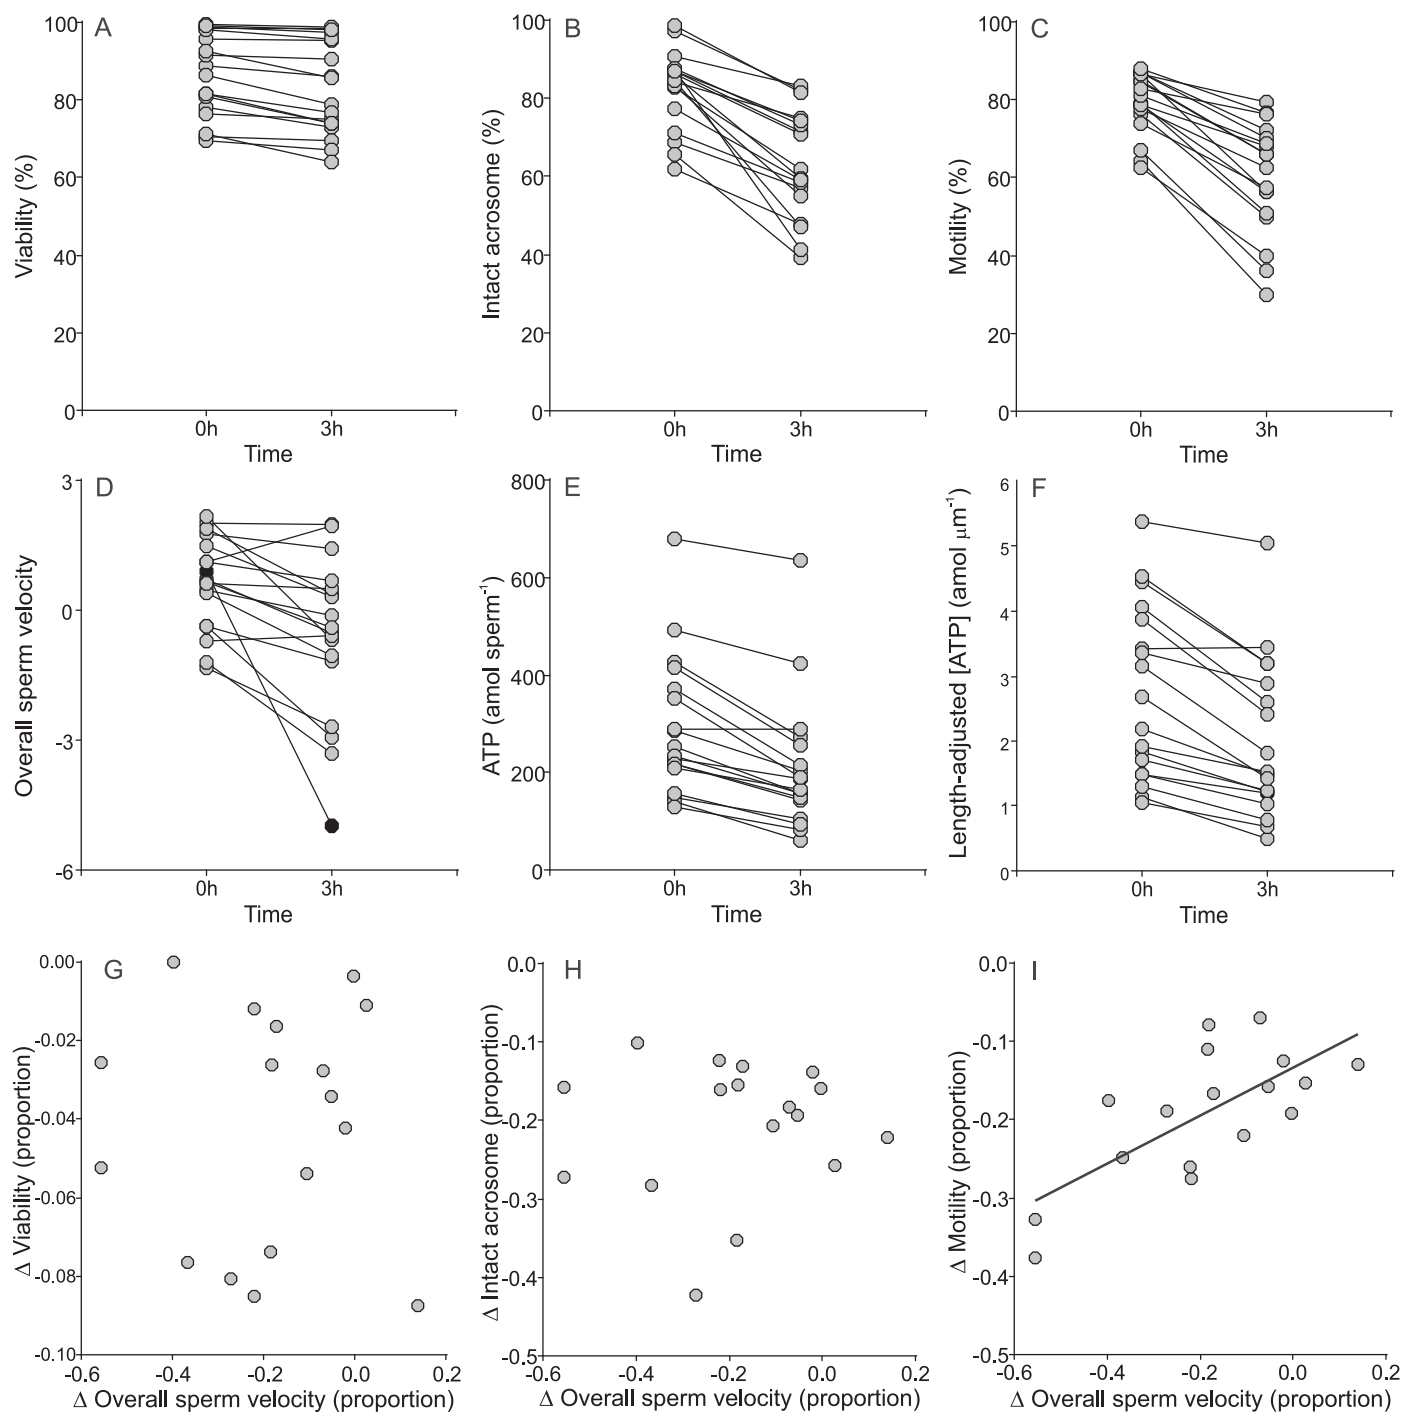 A
Viability (%)
100
80
60
40
20
0
0h 3h
Time
B
Intact acrosome (%)
100
80
60
40
20
0
0h 3h
Time
C
Motility (%)
100
80
60
40
20
0
0h 3h
Time
D
Overall sperm velocity
3
0
-3
-6
0h 3h
Time
E
ATP (amol sperm⁻¹)
800
600
400
200
0
0h 3h
Time
F
Length-adjusted [ATP] (amol μm⁻¹)
6
5
4
3
2
1
0
0h 3h
Time
G
Δ Viability (proportion)
0.00
-0.02
-0.04
-0.06
-0.08
-0.10
-0.6 -0.4 -0.2 0.0 0.2
Δ Overall sperm velocity (proportion)
H
Δ Intact acrosome (proportion)
0.0
-0.1
-0.2
-0.3
-0.4
-0.5
-0.6 -0.4 -0.2 0.0 0.2
Δ Overall sperm velocity (proportion)
I
Δ Motility (proportion)
0.0
-0.1
-0.2
-0.3
-0.4
-0.5
-0.6 -0.4 -0.2 0.0 0.2
Δ Overall sperm velocity (proportion)